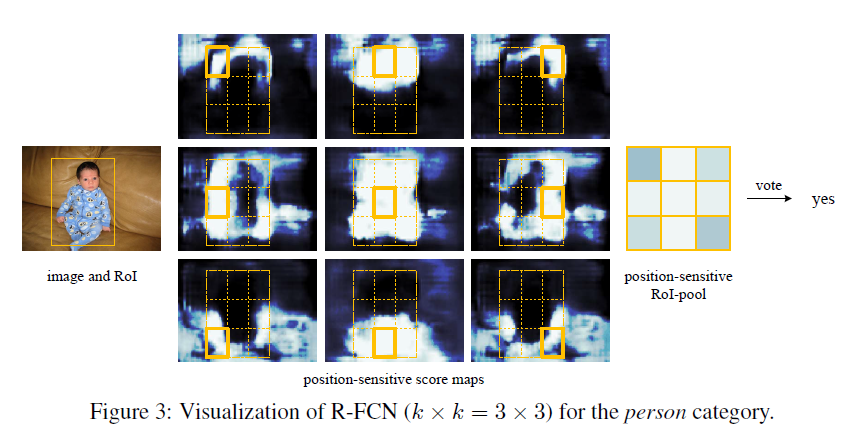 vote
yes
image and RoI
position-sensitive
RoI-pool
position-sensitive score maps
Figure 3: Visualization of R-FCN (k × k = 3 × 3) for the person category.